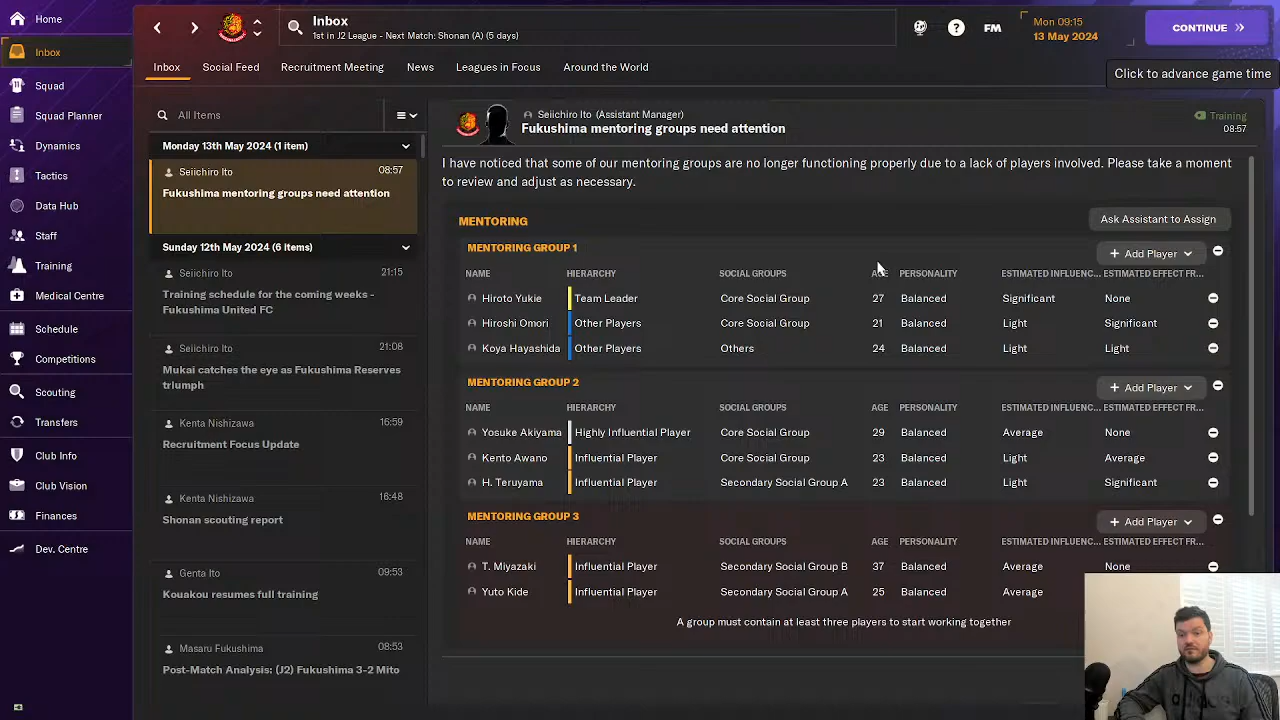 Home
Inbox
Squad
Squad Planner
Dynamics
Tactics
Data Hub
Staff
Training
Medical Centre
Schedule
Competitions
Scouting
Transfers
Club Info
Club Vision
Finances
Dev. Centre
Inbox
1st in J2 League - Next Match: Shonan (A) (5 days)
?
FM
Mon 09:15
13 May 2024
CONTINUE
Click to advance game time
Inbox Social Feed Recruitment Meeting News Leagues in Focus Around the World
All Items
Monday 13th May 2024 (1 item)
Seiichiro Ito 08:57
Fukushima mentoring groups need attention
Sunday 12th May 2024 (6 items)
Seiichiro Ito 21:15
Training schedule for the coming weeks -
Fukushima United FC
Seiichiro Ito 21:08
Mukai catches the eye as Fukushima Reserves
triumph
Kenta Nishizawa 16:59
Recruitment Focus Update
Kenta Nishizawa 16:48
Shonan scouting report
Genta Ito 09:53
Kouakou resumes full training
Masaru Fukushima 08:53
Post-Match Analysis: (J2) Fukushima 3-2 Mito
Seiichiro Ito (Assistant Manager)
Fukushima mentoring groups need attention
Training
08:57
I have noticed that some of our mentoring groups are no longer functioning properly due to a lack of players involved. Please take a moment
to review and adjust as necessary.
MENTORING
Ask Assistant to Assign
MENTORING GROUP 1
+ Add Player
NAME HIERARCHY SOCIAL GROUPS AGE PERSONALITY ESTIMATED INFLUENC... ESTIMATED EFFECT FR...
Hiroto Yukie Team Leader Core Social Group 27 Balanced Significant None
Hiroshi Omori Other Players Core Social Group 21 Balanced Light Significant
Koya Hayashida Other Players Others 24 Balanced Light Light
MENTORING GROUP 2
+ Add Player
NAME HIERARCHY SOCIAL GROUPS AGE PERSONALITY ESTIMATED INFLUENC... ESTIMATED EFFECT FR...
Yosuke Akiyama Highly Influential Player Core Social Group 29 Balanced Average None
Kento Awano Influential Player Core Social Group 23 Balanced Light Average
H. Teruyama Influential Player Secondary Social Group A 23 Balanced Light Significant
MENTORING GROUP 3
+ Add Player
NAME HIERARCHY SOCIAL GROUPS AGE PERSONALITY ESTIMATED INFLUENC... ESTIMATED EFFECT FR...
T. Miyazaki Influential Player Secondary Social Group B 37 Balanced Average None
Yuto Kide Influential Player Secondary Social Group A 25 Balanced Average
A group must contain at least three players to start working together